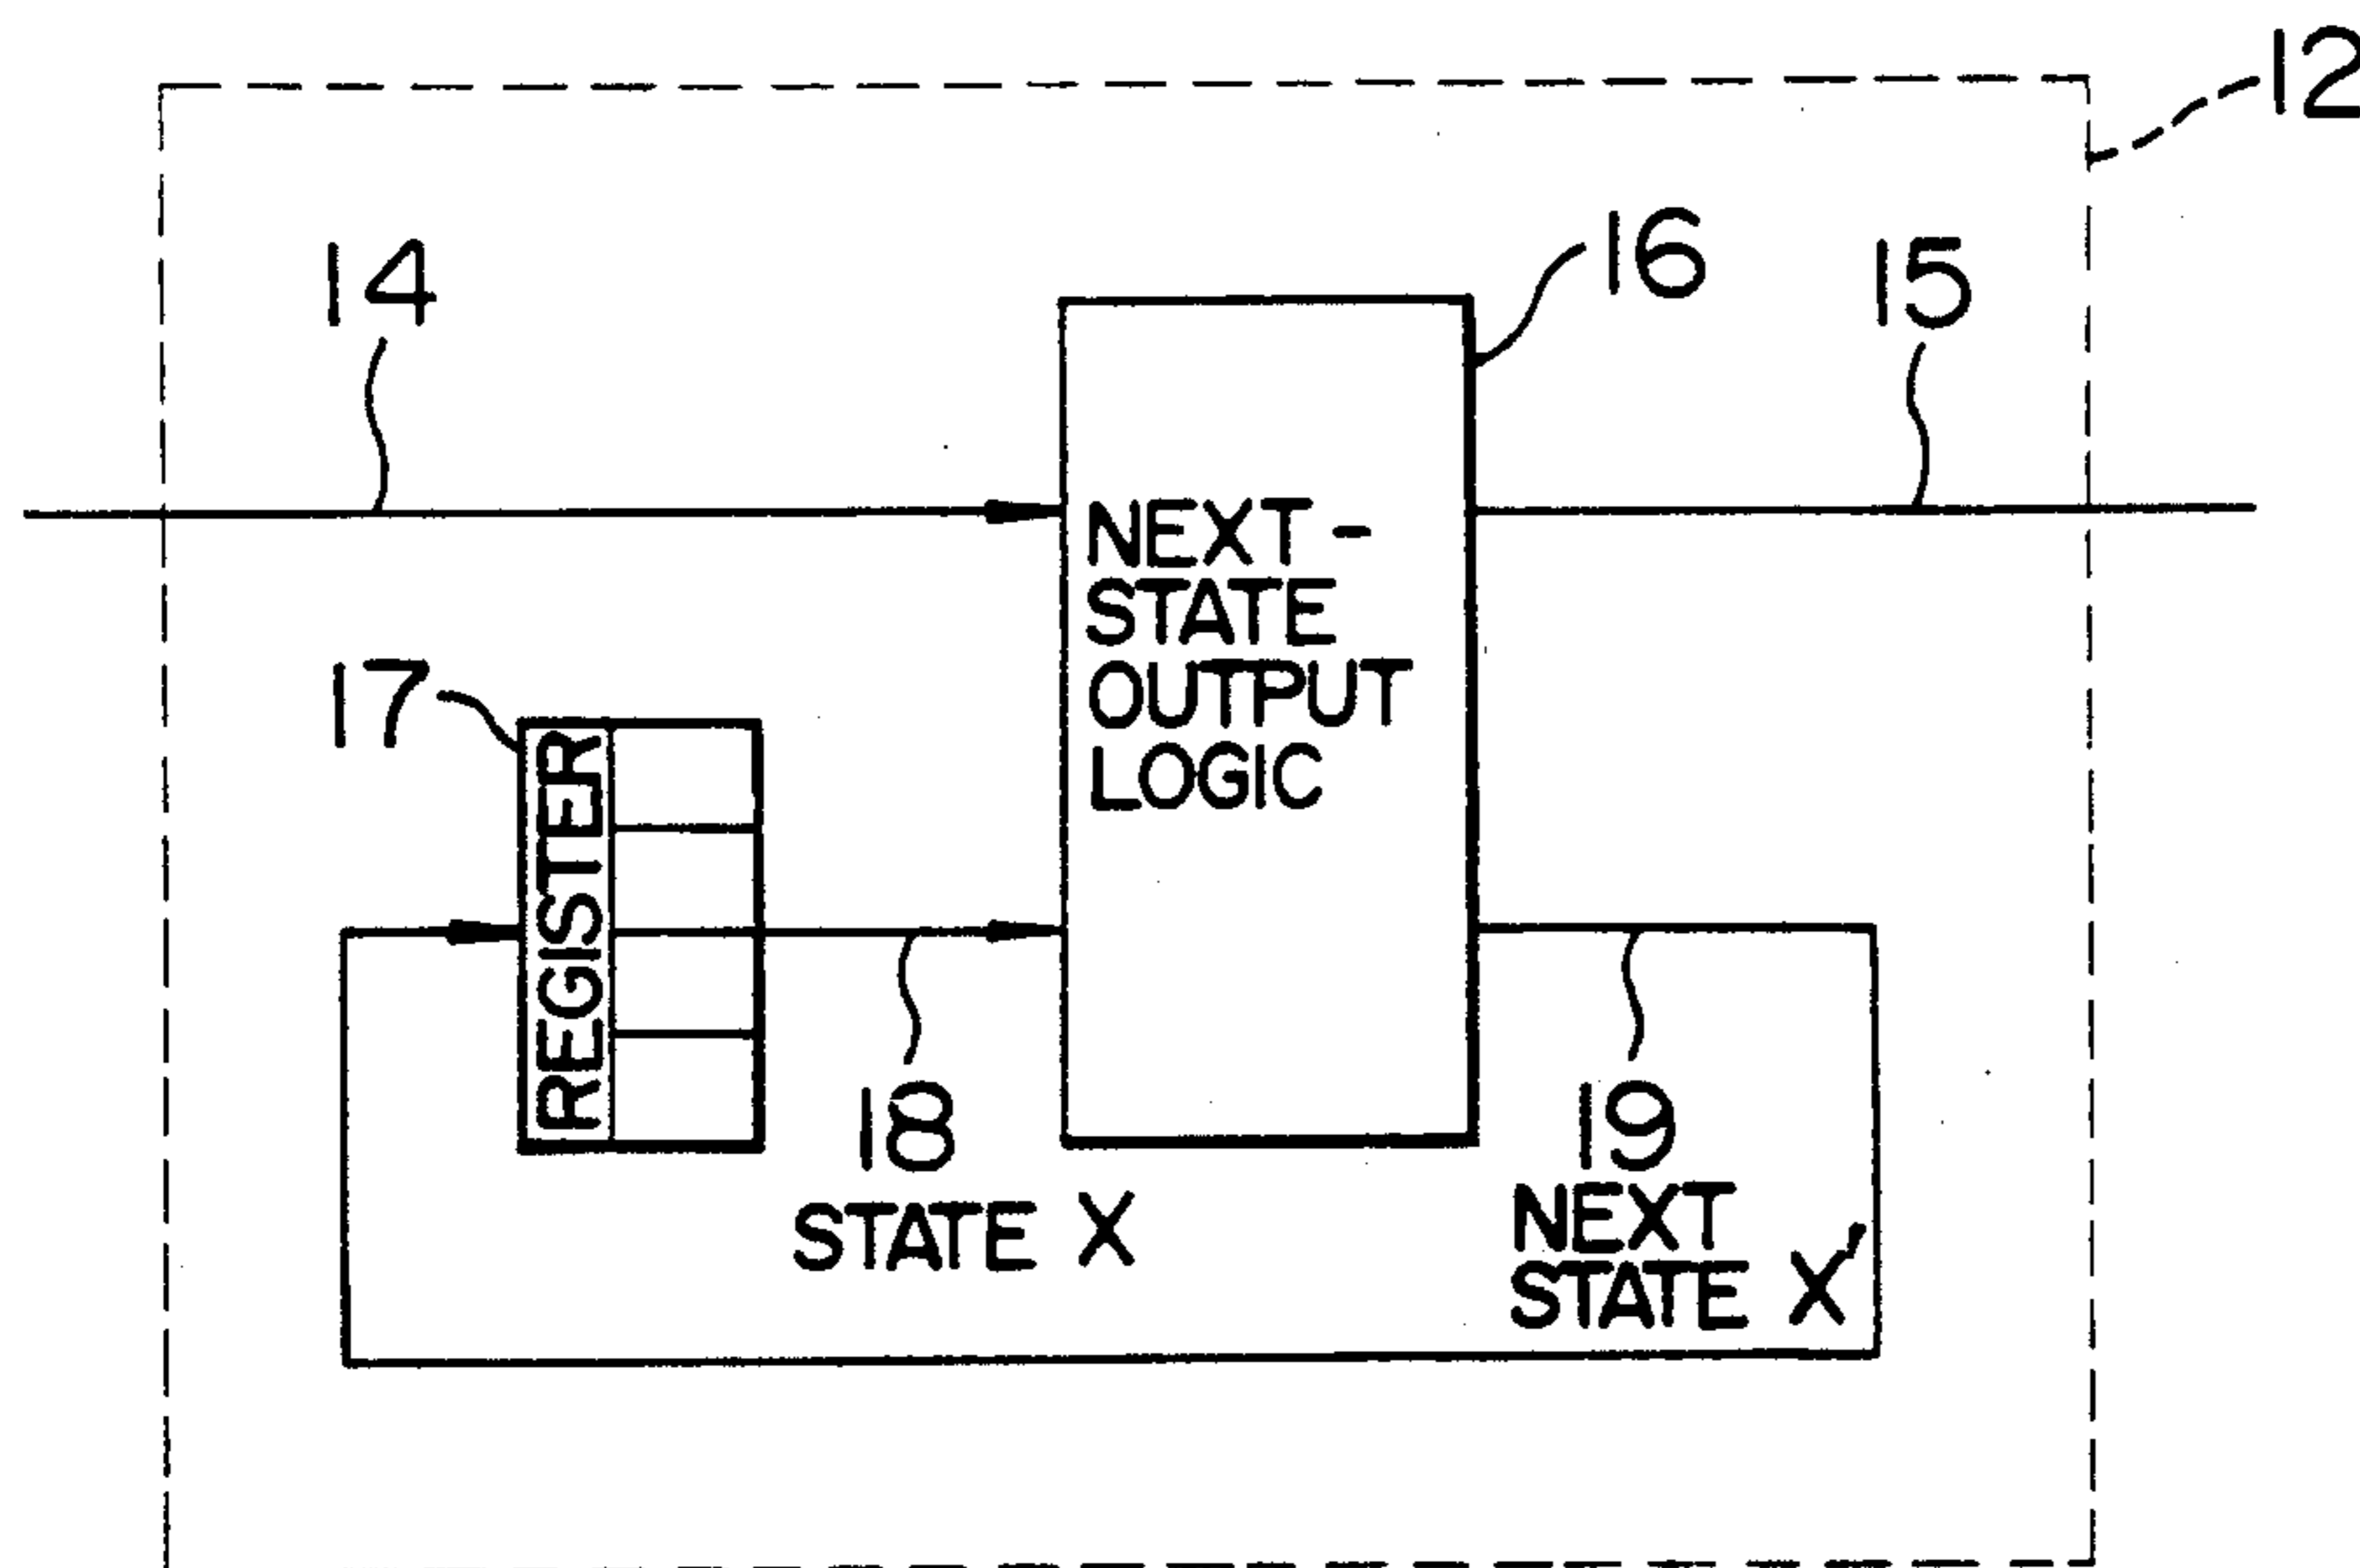 12
14
16
15
NEXT-
STATE
OUTPUT
LOGIC
17
REGISTER
18
STATE X
19
NEXT
STATE X'